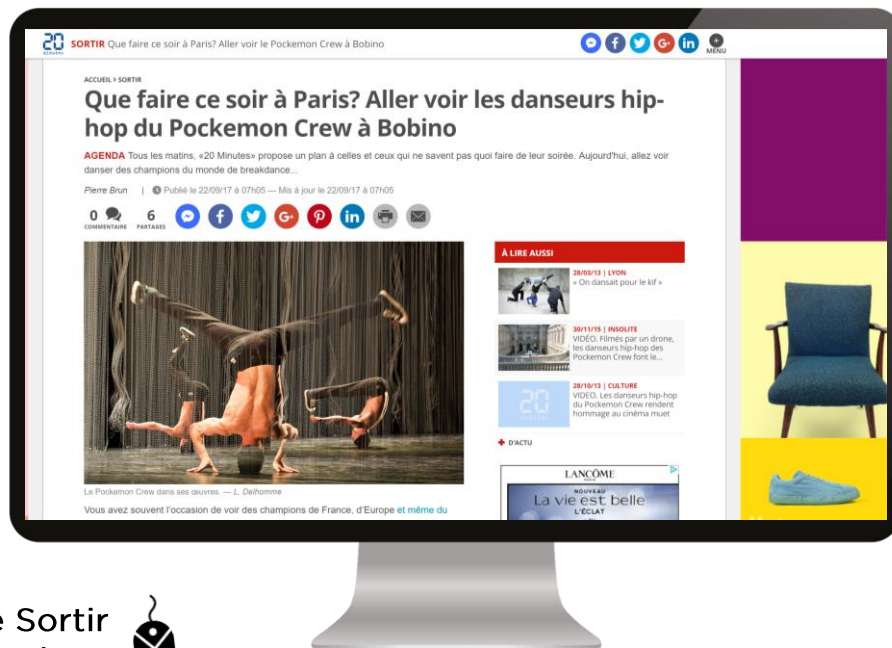 20
minutes
SORTIR Que faire ce soir à Paris? Aller voir le Pockemon Crew à Bobino
MENU
ACCUEIL > SORTIR
Que faire ce soir à Paris? Aller voir les danseurs hip-
hop du Pockemon Crew à Bobino
AGENDA Tous les matins, «20 Minutes» propose un plan à celles et ceux qui ne savent pas quoi faire de leur soirée. Aujourd'hui, allez voir
danser des champions du monde de breakdance...
Pierre Brun | Publié le 22/09/17 à 07h05 — Mis à jour le 22/09/17 à 07h05
0
COMMENTAIRE
6
PARTAGES
À LIRE AUSSI
28/03/13 | LYON
« On dansait pour le kif »
30/11/15 | INSOLITE
VIDÉO. Filmés par un drone,
les danseurs hip-hop des
Pockemon Crew font le...
20
minutes
28/10/13 | CULTURE
VIDEO. Les danseurs hip-hop
du Pockemon Crew rendent
hommage au cinéma muet
+ D'ACTU
Le Pockemon Crew dans ses œuvres. — L. Delhomme
Vous avez souvent l'occasion de voir des champions de France, d'Europe et même du
LANCÔME
PARIS
NOUVEAU
La vie est belle
L'ÉCLAT
Sortir